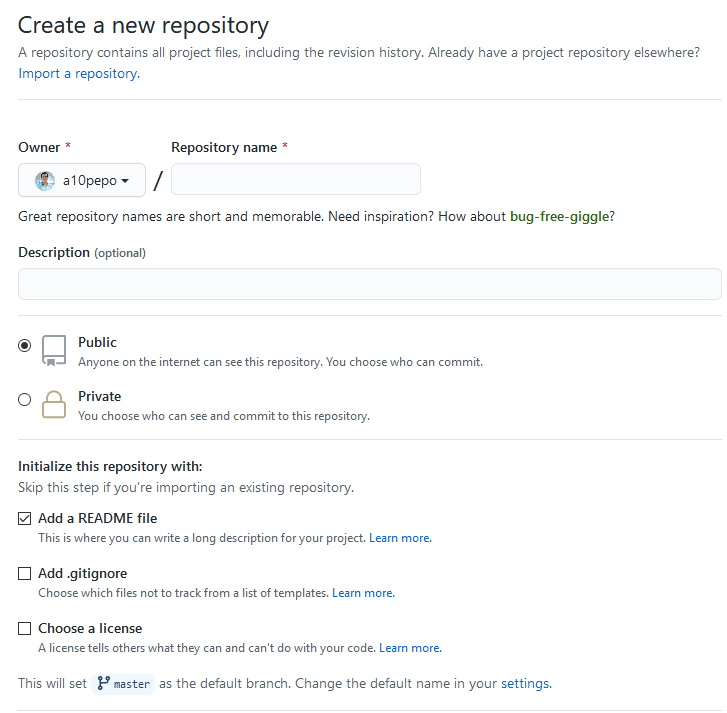 Create a new repository
A repository contains all project files, including the revision history. Already have a project repository elsewhere?
Import a repository.
Owner * Repository name *
a10pepo /
Great repository names are short and memorable. Need inspiration? How about bug-free-giggle?
Description (optional)
Public
Anyone on the internet can see this repository. You choose who can commit.
Private
You choose who can see and commit to this repository.
Initialize this repository with:
Skip this step if you're importing an existing repository.
Add a README file
This is where you can write a long description for your project. Learn more.
Add .gitignore
Choose which files not to track from a list of templates. Learn more.
Choose a license
A license tells others what they can and can't do with your code. Learn more.
This will set master as the default branch. Change the default name in your settings.